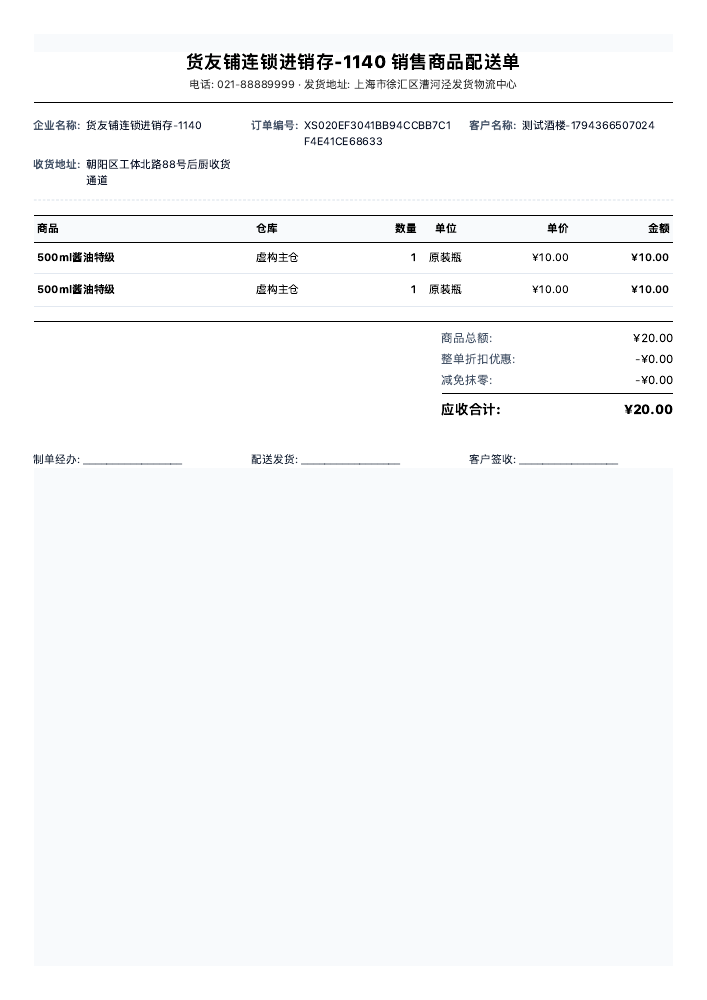 货友铺连锁进销存-1140 销售商品配送单
电话: 021-88889999 · 发货地址: 上海市徐汇区漕河泾发货物流中心
企业名称: 货友铺连锁进销存-1140 订单编号: XS020EF3041BB94CCBB7C1 客户名称: 测试酒楼-1794366507024
F4E41CE68633
收货地址: 朝阳区工体北路88号后厨收货
通道
商品 仓库 数量 单位 单价 金额
500ml酱油特级 虚构主仓 1 原装瓶 ¥10.00 ¥10.00
500ml酱油特级 虚构主仓 1 原装瓶 ¥10.00 ¥10.00
商品总额: ¥20.00
整单折扣优惠: -¥0.00
减免抹零: -¥0.00
应收合计: ¥20.00
制单经办: __________________ 配送发货: __________________ 客户签收: __________________